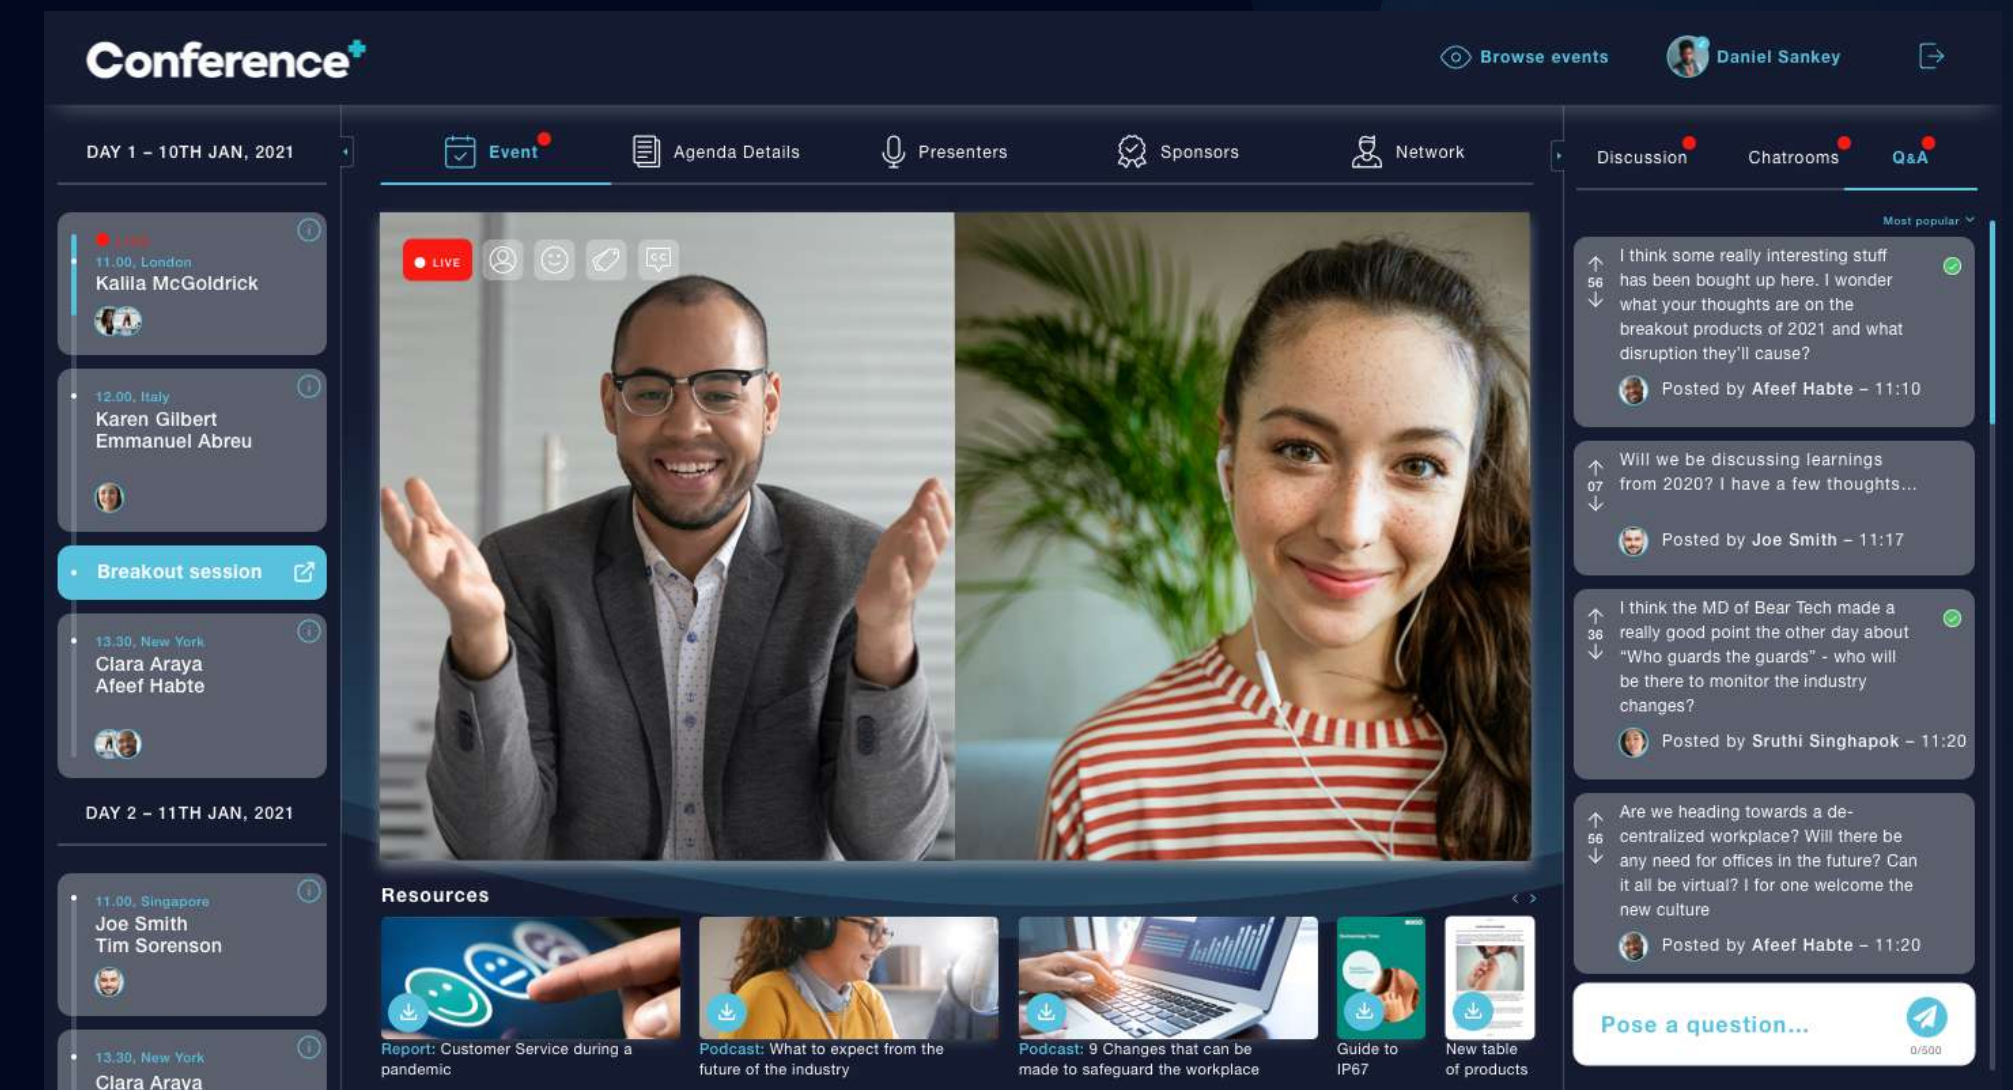 Conference+
Browse events
Daniel Sankey
DAY 1 – 10TH JAN, 2021
LIVE
11.00, London
Kalila McGoldrick
12.00, Italy
Karen Gilbert
Emmanuel Abreu
Breakout session
13.30, New York
Clara Araya
Afeef Habte
DAY 2 – 11TH JAN, 2021
11.00, Singapore
Joe Smith
Tim Sorenson
13.30, New York
Clara Araya
Event
Agenda Details
Presenters
Sponsors
Network
LIVE
CC
Resources
Report: Customer Service during a
pandemic
Podcast: What to expect from the
future of the industry
Podcast: 9 Changes that can be
made to safeguard the workplace
Guide to
IP67
New table
of products
Discussion
Chatrooms
Q&A
Most popular
56
I think some really interesting stuff
has been bought up here. I wonder
what your thoughts are on the
breakout products of 2021 and what
disruption they’ll cause?
Posted by Afeef Habte – 11:10
07
Will we be discussing learnings
from 2020? I have a few thoughts...
Posted by Joe Smith – 11:17
36
I think the MD of Bear Tech made a
really good point the other day about
“Who guards the guards” - who will
be there to monitor the industry
changes?
Posted by Sruthi Singhapok – 11:20
56
Are we heading towards a de-
centralized workplace? Will there be
any need for offices in the future? Can
it all be virtual? I for one welcome the
new culture
Posted by Afeef Habte – 11:20
Pose a question...
0/500